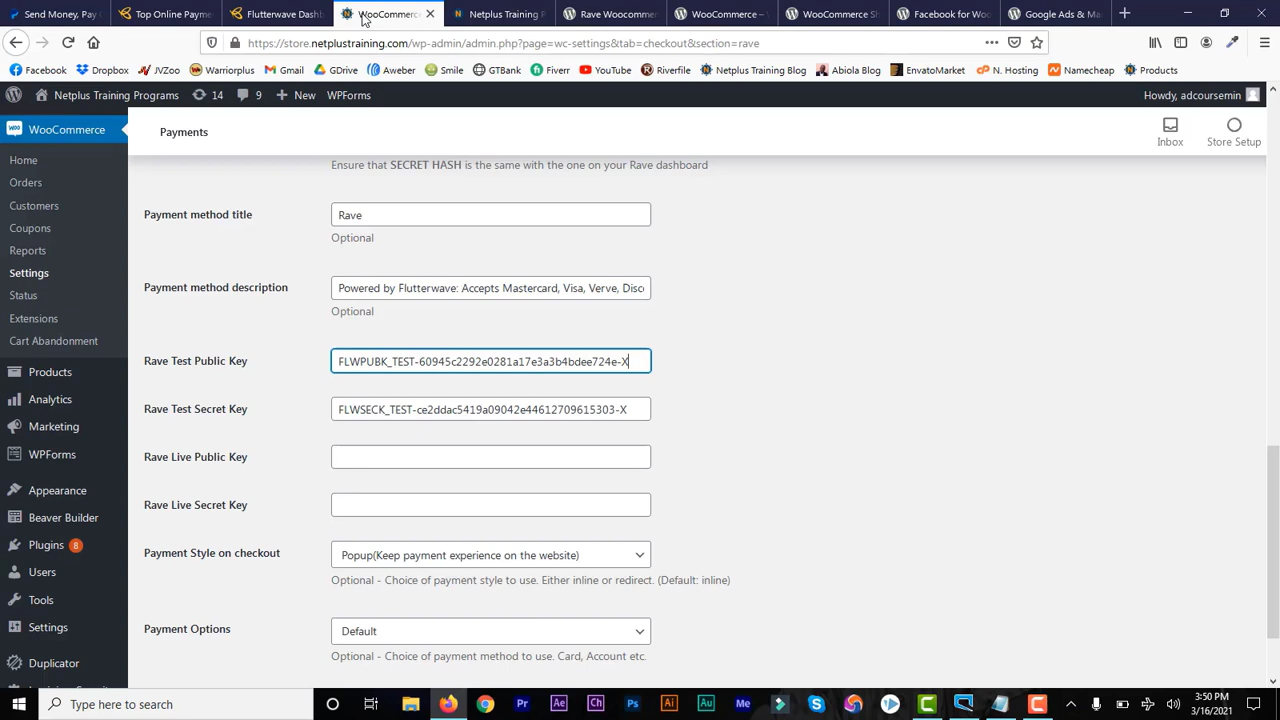 Send Money, Pay
Top Online Payme
Flutterwave Dashb
WooCommerce
Netplus Training P
Rave Woocomme
WooCommerce –
WooCommerce Sh
Facebook for Woo
Google Ads & Ma
https://store.netplustraining.com/wp-admin/admin.php?page=wc-settings&tab=checkout&section=rave
Facebook
Dropbox
JVZoo
Warriorplus
Gmail
GDrive
Aweber
Smile
GTBank
Fiverr
YouTube
Riverfile
Netplus Training Blog
Abiola Blog
EnvatoMarket
N. Hosting
Namecheap
Products
Netplus Training Programs
14
9
New
WPForms
Howdy, adcoursemin
WooCommerce
Payments
Inbox
Store Setup
Home
Orders
Customers
Coupons
Reports
Settings
Status
Extensions
Cart Abandonment
Products
Analytics
Marketing
WPForms
Appearance
Beaver Builder
Plugins 8
Users
Tools
Settings
Duplicator
Ensure that SECRET HASH is the same with the one on your Rave dashboard
Payment method title
Rave
Optional
Payment method description
Powered by Flutterwave: Accepts Mastercard, Visa, Verve, Disc
Optional
Rave Test Public Key
FLWPUBK_TEST-60945c2292e0281a17e3a3b4bdee724e-X
Rave Test Secret Key
FLWSECK_TEST-ce2ddac5419a09042e44612709615303-X
Rave Live Public Key
Rave Live Secret Key
Payment Style on checkout
Popup(Keep payment experience on the website)
Optional - Choice of payment style to use. Either inline or redirect. (Default: inline)
Payment Options
Default
Optional - Choice of payment method to use. Card, Account etc.
Type here to search
3:50 PM
3/16/2021